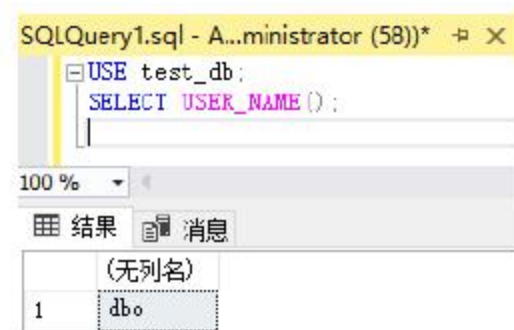 SQLQuery1.sql - A...ministrator (58))*
USE test_db;
SELECT USER_NAME();
100 %
结果 消息
(无列名)
1 dbo